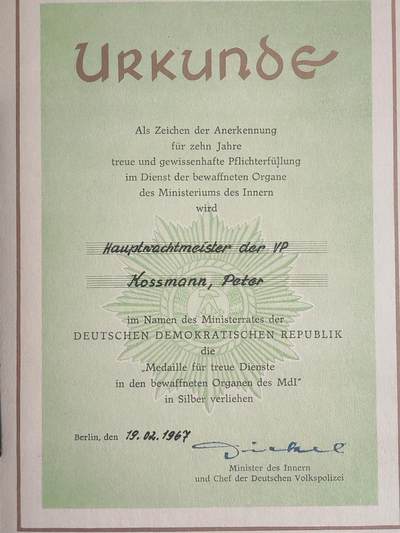 URKUNDE
Als Zeichen der Anerkennung
für zehn Jahre
treue und gewissenhafte Pflichterfüllung
im Dienst der bewaffneten Organe
des Ministeriums des Innern
wird
Hauptwachtmeister der VP
Kossmann, Peter
im Namen des Ministerrates der
DEUTSCHEN DEMOKRATISCHEN REPUBLIK
die
„Medaille für treue Dienste
in den bewaffneten Organen des MdI"
in Silber verliehen
Berlin, den 19.02.1967
Dickel
Minister des Innern
und Chef der Deutschen Volkspolizei